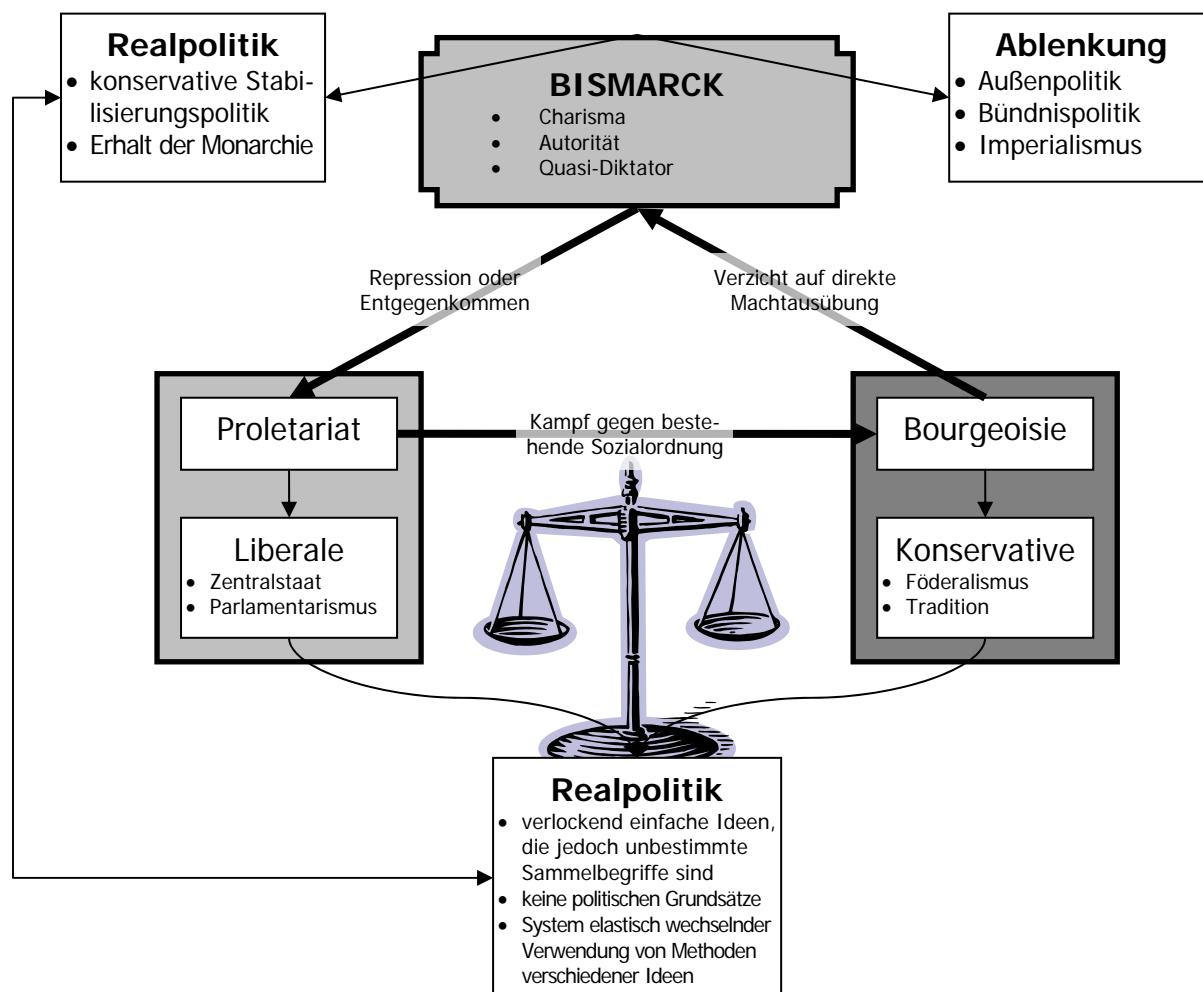 Realpolitik
• konservative Stabi-
lisierungspolitik
• Erhalt der Monarchie
BISMARCK
• Charisma
• Autorität
• Quasi-Diktator
Ablenkung
• Außenpolitik
• Bündnispolitik
• Imperialismus
Repression oder
Entgegenkommen
Verzicht auf direkte
Machtausübung
Proletariat
Kampf gegen beste-
hende Sozialordnung
Bourgeoisie
Liberale
• Zentralstaat
• Parlamentarismus
Konservative
• Föderalismus
• Tradition
Realpolitik
• verlockend einfache Ideen,
die jedoch unbestimmte
Sammelbegriffe sind
• keine politischen Grundsätze
• System elastisch wechselnder
Verwendung von Methoden
verschiedener Ideen